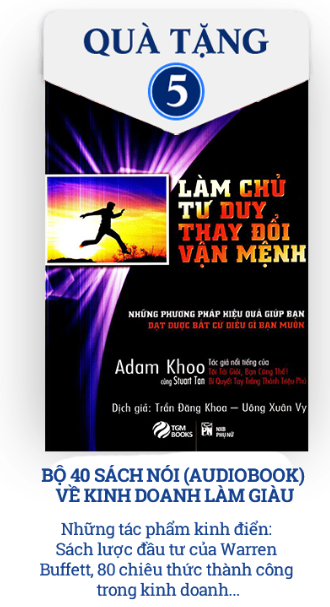 QUÀ TẶNG
5
LÀM CHỦ
TƯ DUY
THAY ĐỔI
VẬN MỆNH
NHỮNG PHƯƠNG PHÁP HIỆU QUẢ GIÚP BẠN
ĐẠT ĐƯỢC BẤT CỨ ĐIỀU GÌ BẠN MUỐN
Adam Khoo
cùng Stuart Tan
Tác giả nổi tiếng của
Tôi Tài Giỏi, Bạn Cũng Thế!
Bí Quyết Tay Trắng Thành Triệu Phú
Dịch giả: Trần Đăng Khoa — Uông Xuân Vy
TGM
BOOKS
PN
NXB
PHỤ NỮ
BỘ 40 SÁCH NÓI (AUDIOBOOK)
VỀ KINH DOANH LÀM GIÀU
Những tác phẩm kinh điển:
Sách lược đầu tư của Warren
Buffett, 80 chiêu thức thành công
trong kinh doanh...